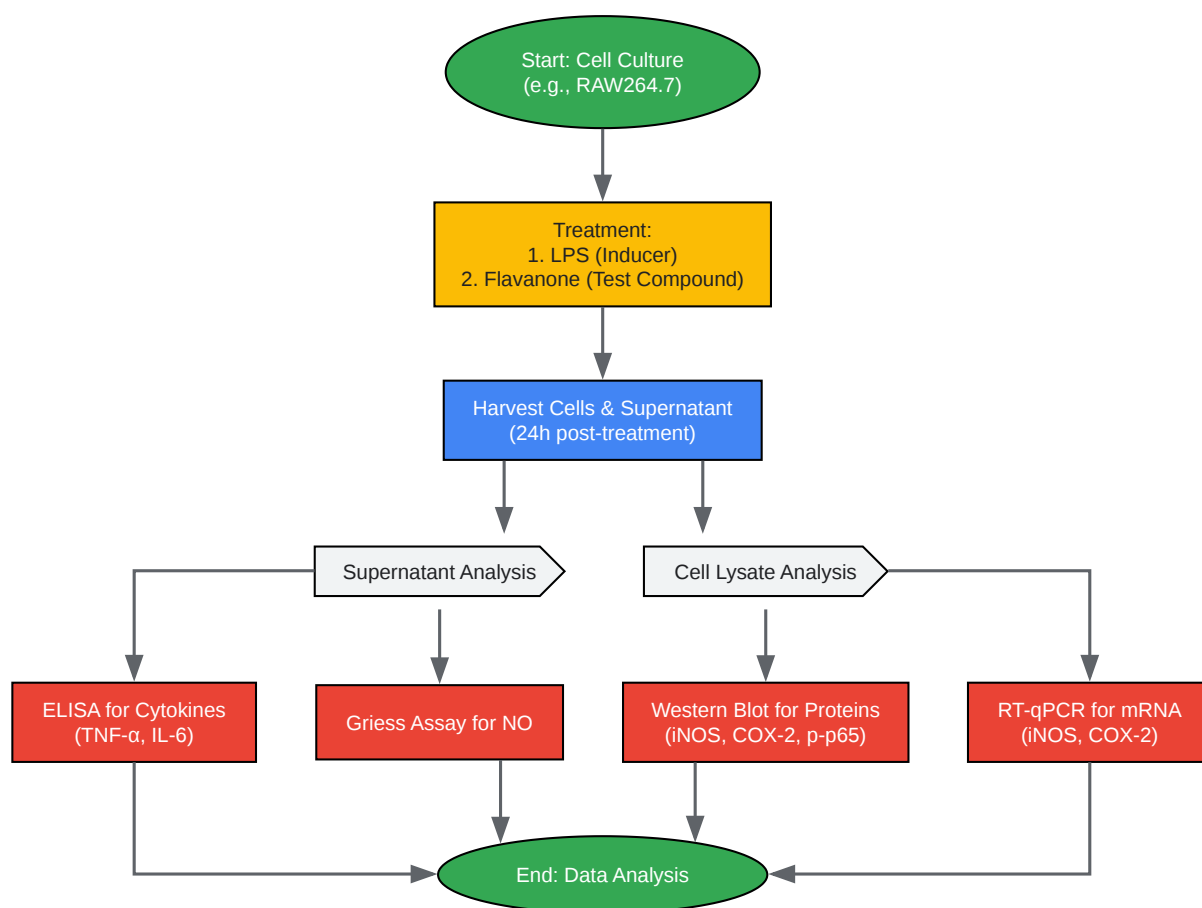 Start: Cell Culture
(e.g., RAW264.7)
Treatment:
1. LPS (Inducer)
2. Flavanone (Test Compound)
Harvest Cells & Supernatant
(24h post-treatment)
Supernatant Analysis
Cell Lysate Analysis
ELISA for Cytokines
(TNF-α, IL-6)
Griess Assay for NO
Western Blot for Proteins
(iNOS, COX-2, p-p65)
RT-qPCR for mRNA
(iNOS, COX-2)
End: Data Analysis